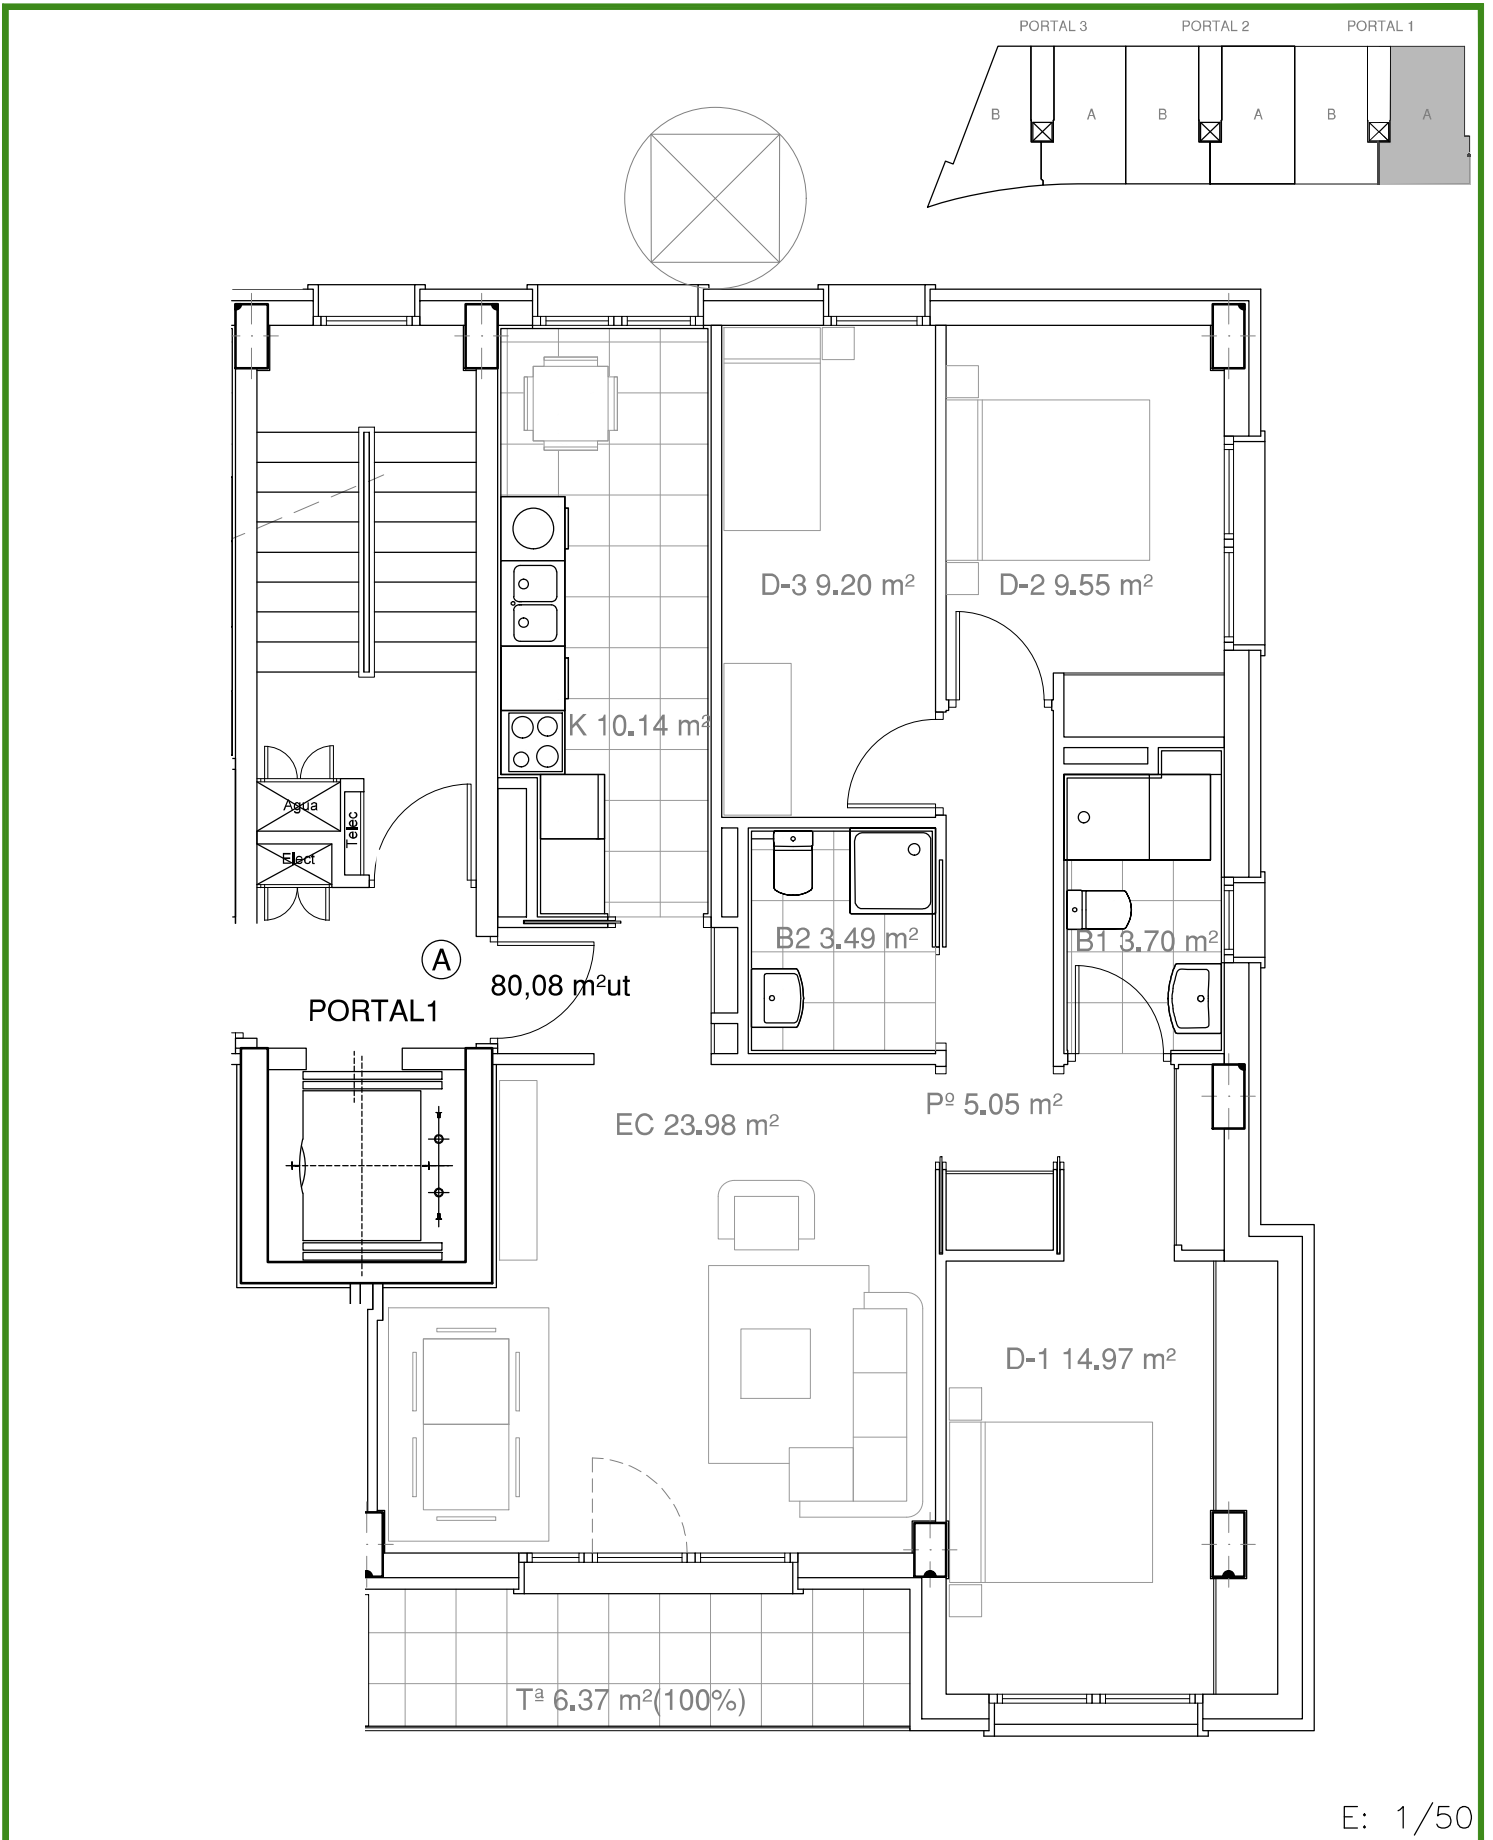 PORTAL 3 PORTAL 2 PORTAL 1
B A B A B A
D-3 9.20 m² D-2 9.55 m²
K 10.14 m²
Agua
Telec
Elect
B2 3.49 m² B1 3.70 m²
A
80,08 m²ut
PORTAL1
Pº 5.05 m²
EC 23.98 m²
D-1 14.97 m²
Tª 6.37 m²(100%)
E: 1/50